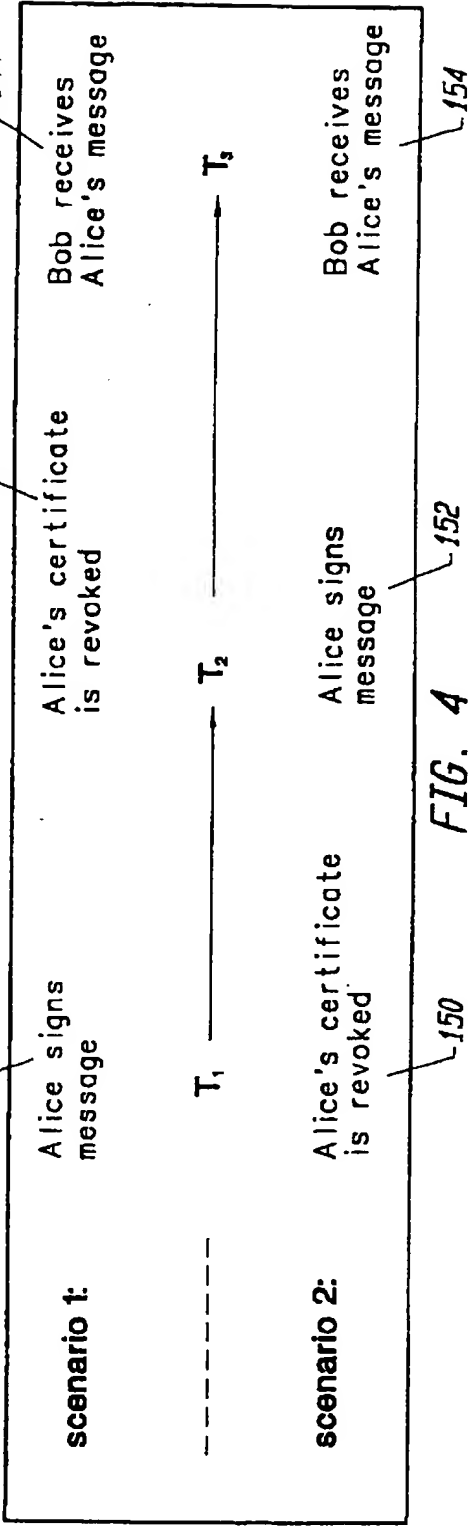 scenario 1:
Alice signs
message
Alice's certificate
is revoked
Bob receives
Alice's message
T₁
T₂
T₃
scenario 2:
Alice's certificate
is revoked
Alice signs
message
Bob receives
Alice's message
150
152
154
FIG. 4